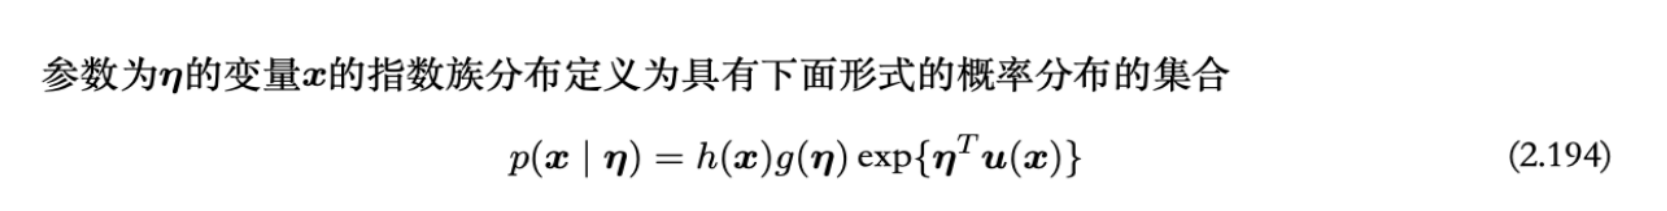 参数为η的变量x的指数族分布定义为具有下面形式的概率分布的集合
p(x | η) = h(x)g(η) exp{η^T u(x)} (2.194)